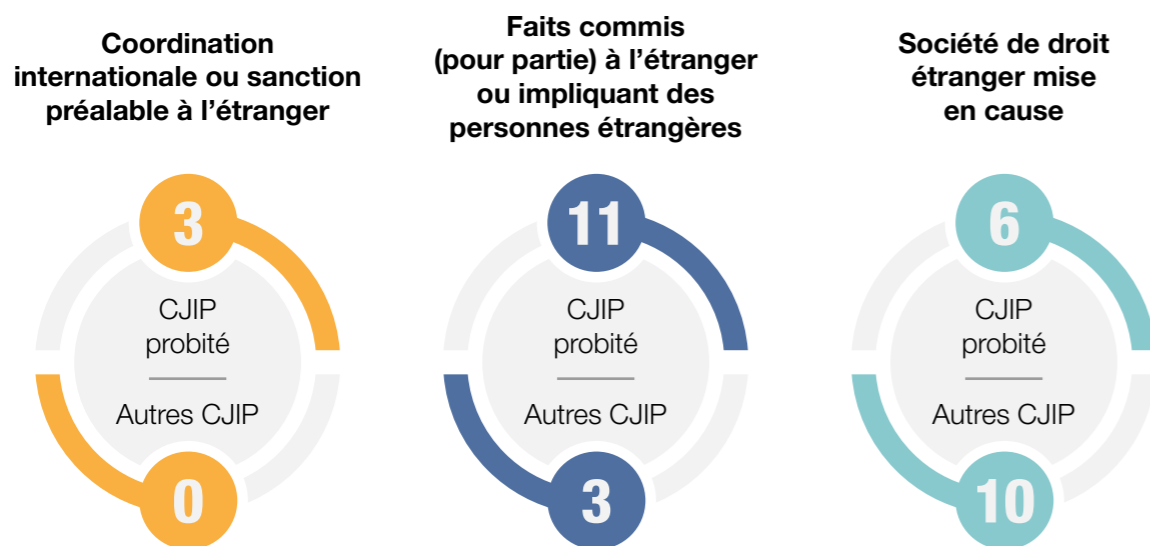 Coordination
internationale ou sanction
préalable à l'étranger
3
CJIP
probité
Autres CJIP
0
Faits commis
(pour partie) à l'étranger
ou impliquant des
personnes étrangères
11
CJIP
probité
Autres CJIP
3
Société de droit
étranger mise
en cause
6
CJIP
probité
Autres CJIP
10